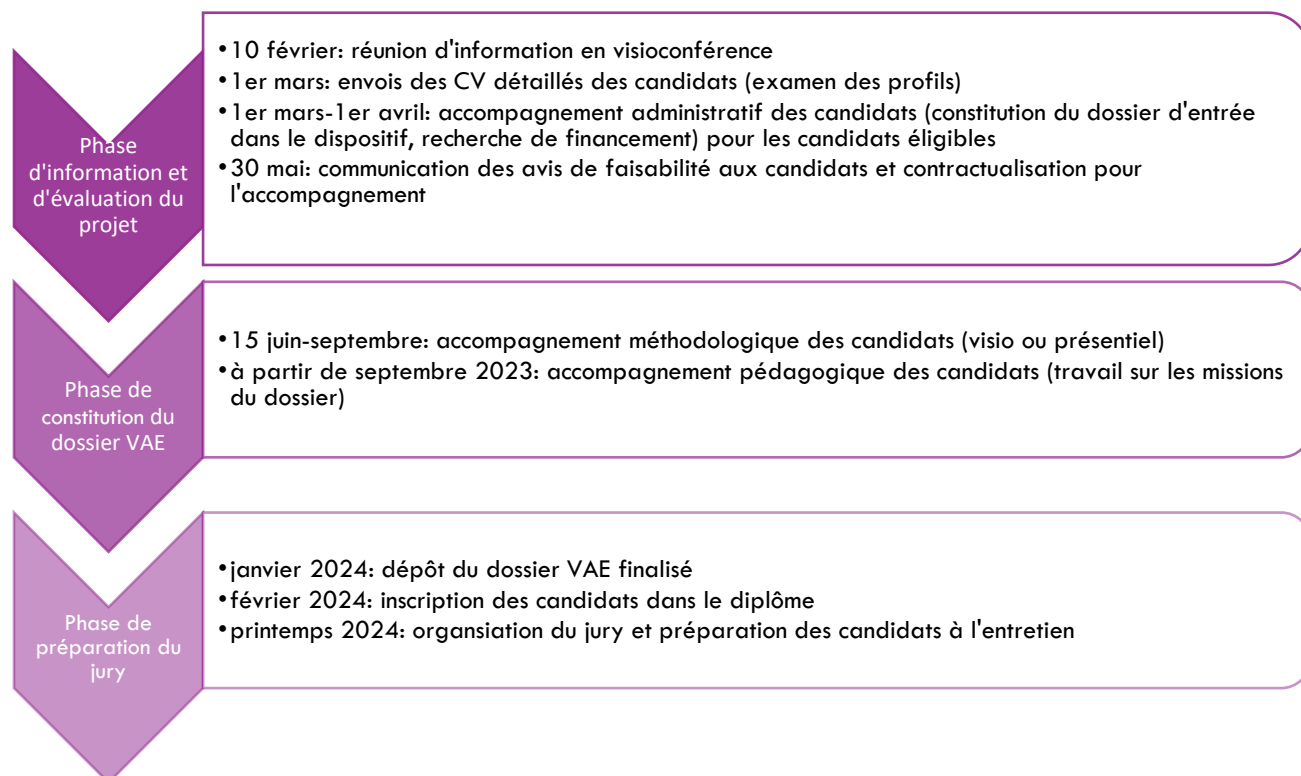 Phase
d'information et
d'évaluation du
projet
•10 février: réunion d'information en visioconférence
•1er mars: envois des CV détaillés des candidats (examen des profils)
•1er mars-1er avril: accompagnement administratif des candidats (constitution du dossier d'entrée
dans le dispositif, recherche de financement) pour les candidats éligibles
•30 mai: communication des avis de faisabilité aux candidats et contractualisation pour
l'accompagnement
Phase de
constitution du
dossier VAE
•15 juin-septembre: accompagnement méthodologique des candidats (visio ou présentiel)
•à partir de septembre 2023: accompagnement pédagogique des candidats (travail sur les missions
du dossier)
Phase de
préparation du
jury
•janvier 2024: dépôt du dossier VAE finalisé
•février 2024: inscription des candidats dans le diplôme
•printemps 2024: organsiation du jury et préparation des candidats à l'entretien